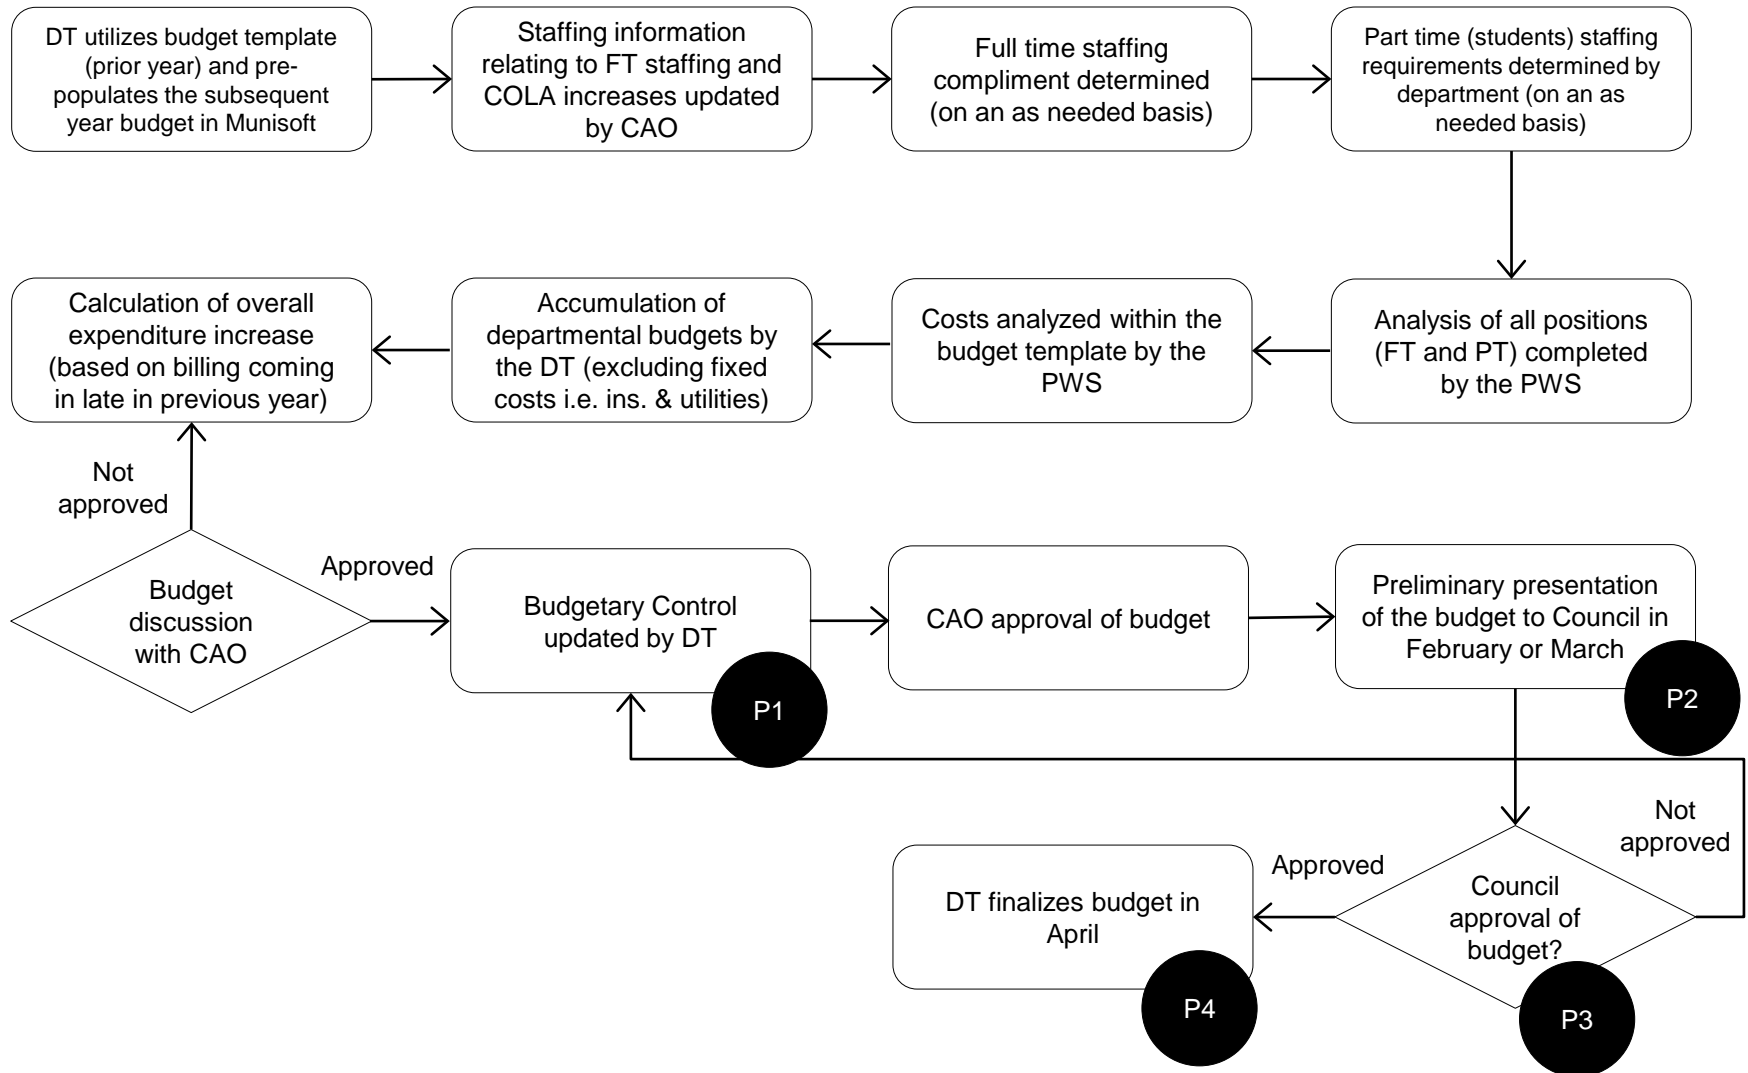 DT utilizes budget template
(prior year) and pre-
populates the subsequent
year budget in Munisoft
Staffing information
relating to FT staffing and
COLA increases updated
by CAO
Full time staffing
compliment determined
(on an as needed basis)
Part time (students) staffing
requirements determined by
department (on an as
needed basis)
Analysis of all positions
(FT and PT) completed
by the PWS
Costs analyzed within the
budget template by the
PWS
Accumulation of
departmental budgets by
the DT (excluding fixed
costs i.e. ins. & utilities)
Calculation of overall
expenditure increase
(based on billing coming
in late in previous year)
Not
approved
Budget
discussion
with CAO
Approved
Budgetary Control
updated by DT
P1
CAO approval of budget
Preliminary presentation
of the budget to Council in
February or March
P2
Council
approval of
budget?
P3
Not
approved
Approved
DT finalizes budget in
April
P4